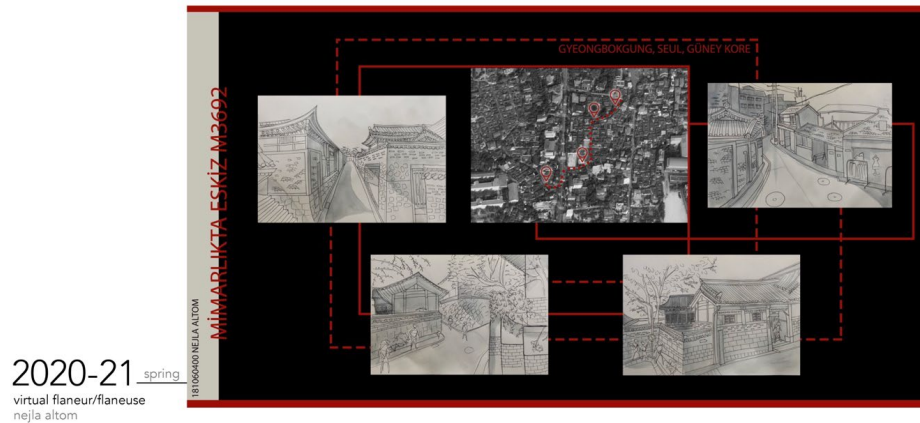 GYEONGBOKGUNG, SEUL, GÜNEY KORE
MİMARLIKTA ESKİZ M3692
181060400 NEJLA ALTOM
2020-21 spring
virtual flaneur/flaneuse
nejla altom